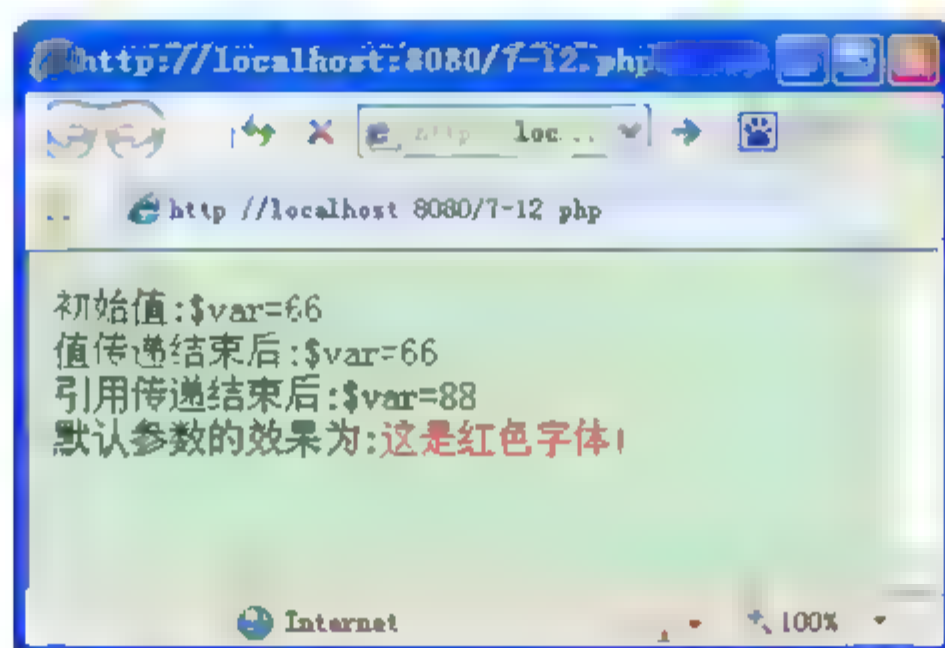 http://localhost:8080/7-12.php
loc...
http //localhost 8080/7-12 php
初始值:$var=66
值传递结束后:$var=66
引用传递结束后:$var=88
默认参数的效果为:这是红色字体!
Internet
100%